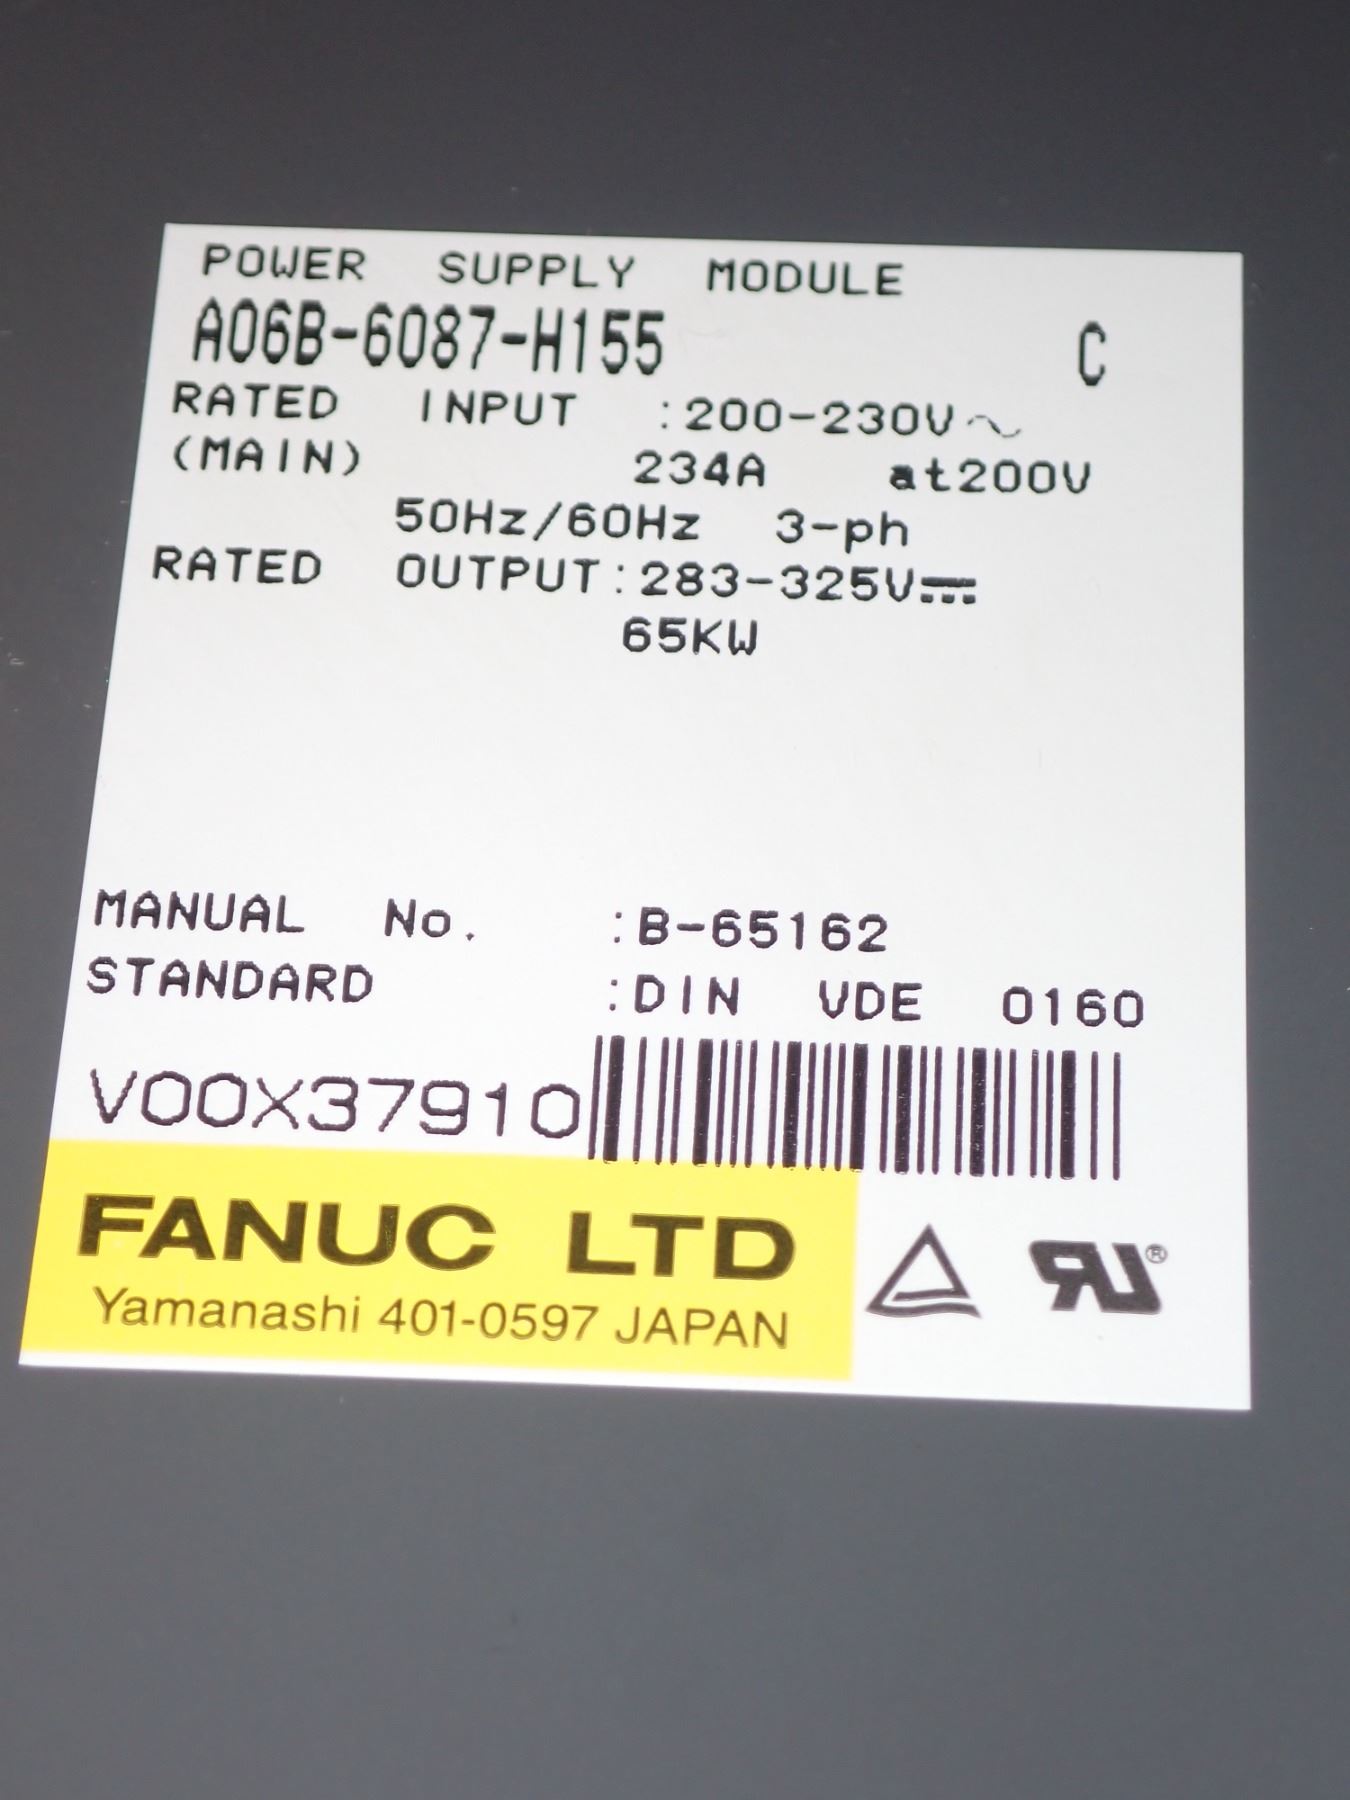 POWER SUPPLY MODULE
A06B-6087-H155 C
RATED INPUT :200-230V~
(MAIN) 234A at200V
50Hz/60Hz 3-ph
RATED OUTPUT:283-325V⎓
65KW
MANUAL No. :B-65162
STANDARD :DIN VDE 0160
V00X37910
FANUC LTD
Yamanashi 401-0597 JAPAN
RU®